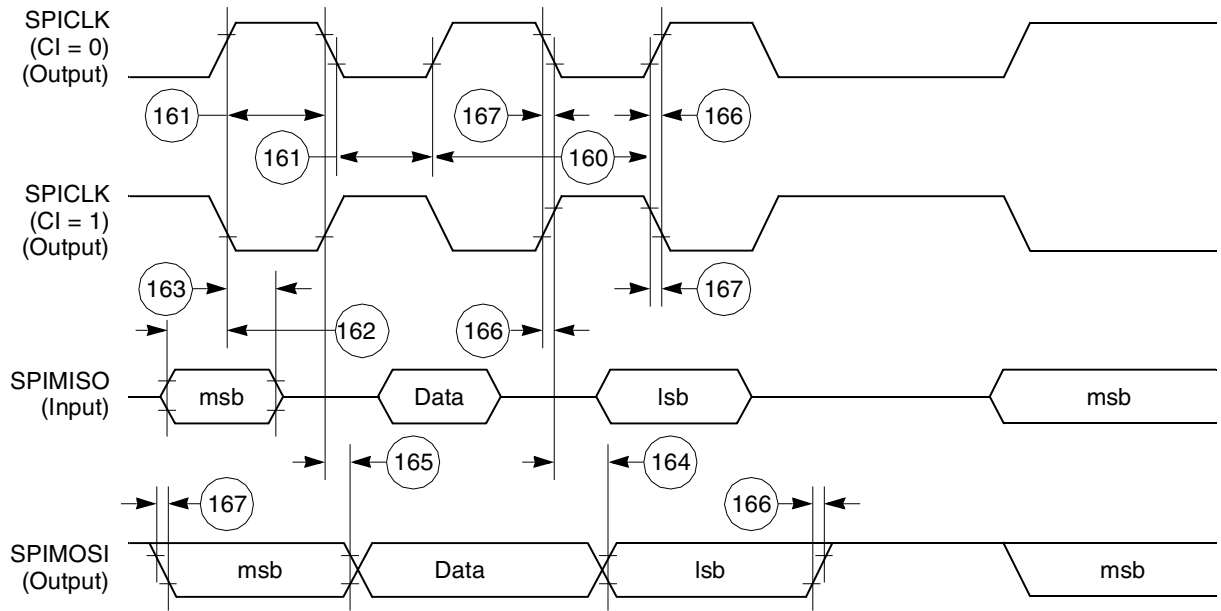 SPICLK
(CI = 0)
(Output)
161
167
166
161
160
SPICLK
(CI = 1)
(Output)
163
167
162
166
SPIMISO
(Input)
msb
Data
lsb
msb
165
164
167
166
SPIMOSI
(Output)
msb
Data
lsb
msb